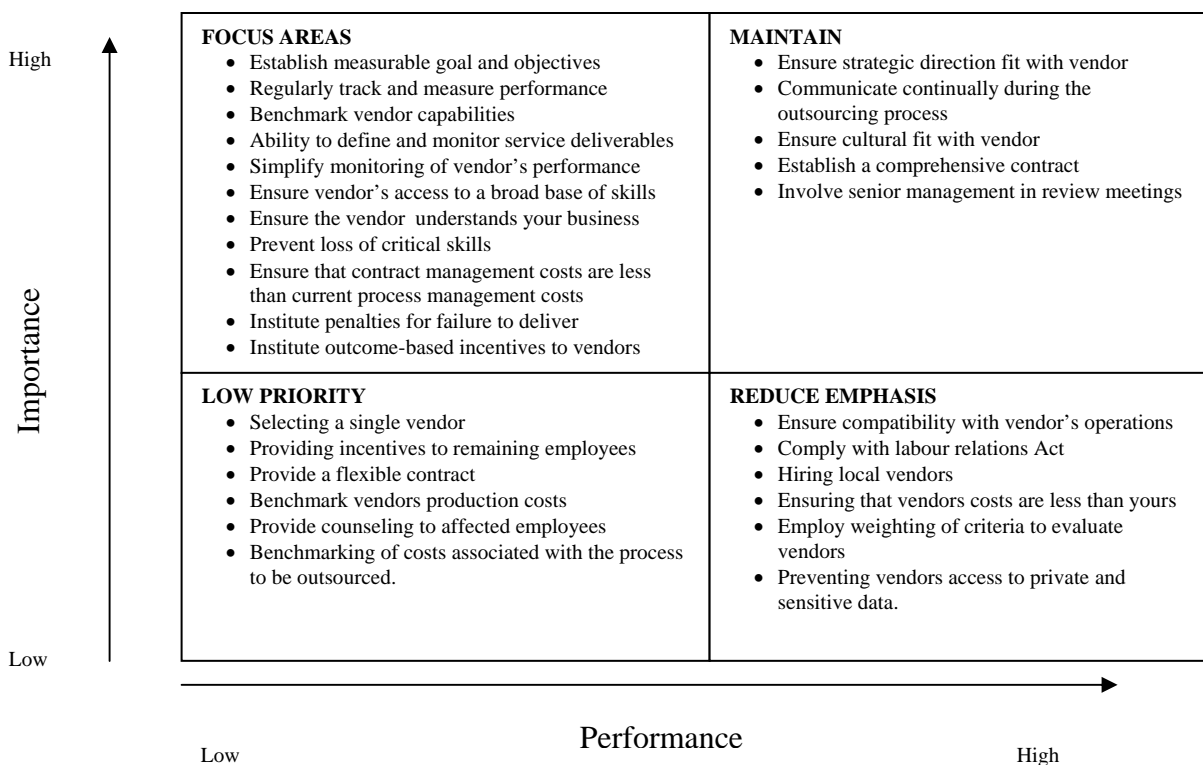 High
Importance
Low
FOCUS AREAS
• Establish measurable goal and objectives
• Regularly track and measure performance
• Benchmark vendor capabilities
• Ability to define and monitor service deliverables
• Simplify monitoring of vendor's performance
• Ensure vendor's access to a broad base of skills
• Ensure the vendor understands your business
• Prevent loss of critical skills
• Ensure that contract management costs are less
than current process management costs
• Institute penalties for failure to deliver
• Institute outcome-based incentives to vendors
MAINTAIN
• Ensure strategic direction fit with vendor
• Communicate continually during the
outsourcing process
• Ensure cultural fit with vendor
• Establish a comprehensive contract
• Involve senior management in review meetings
LOW PRIORITY
• Selecting a single vendor
• Providing incentives to remaining employees
• Provide a flexible contract
• Benchmark vendors production costs
• Provide counseling to affected employees
• Benchmarking of costs associated with the process
to be outsourced.
REDUCE EMPHASIS
• Ensure compatibility with vendor's operations
• Comply with labour relations Act
• Hiring local vendors
• Ensuring that vendors costs are less than yours
• Employ weighting of criteria to evaluate
vendors
• Preventing vendors access to private and
sensitive data.
Low
Performance
High